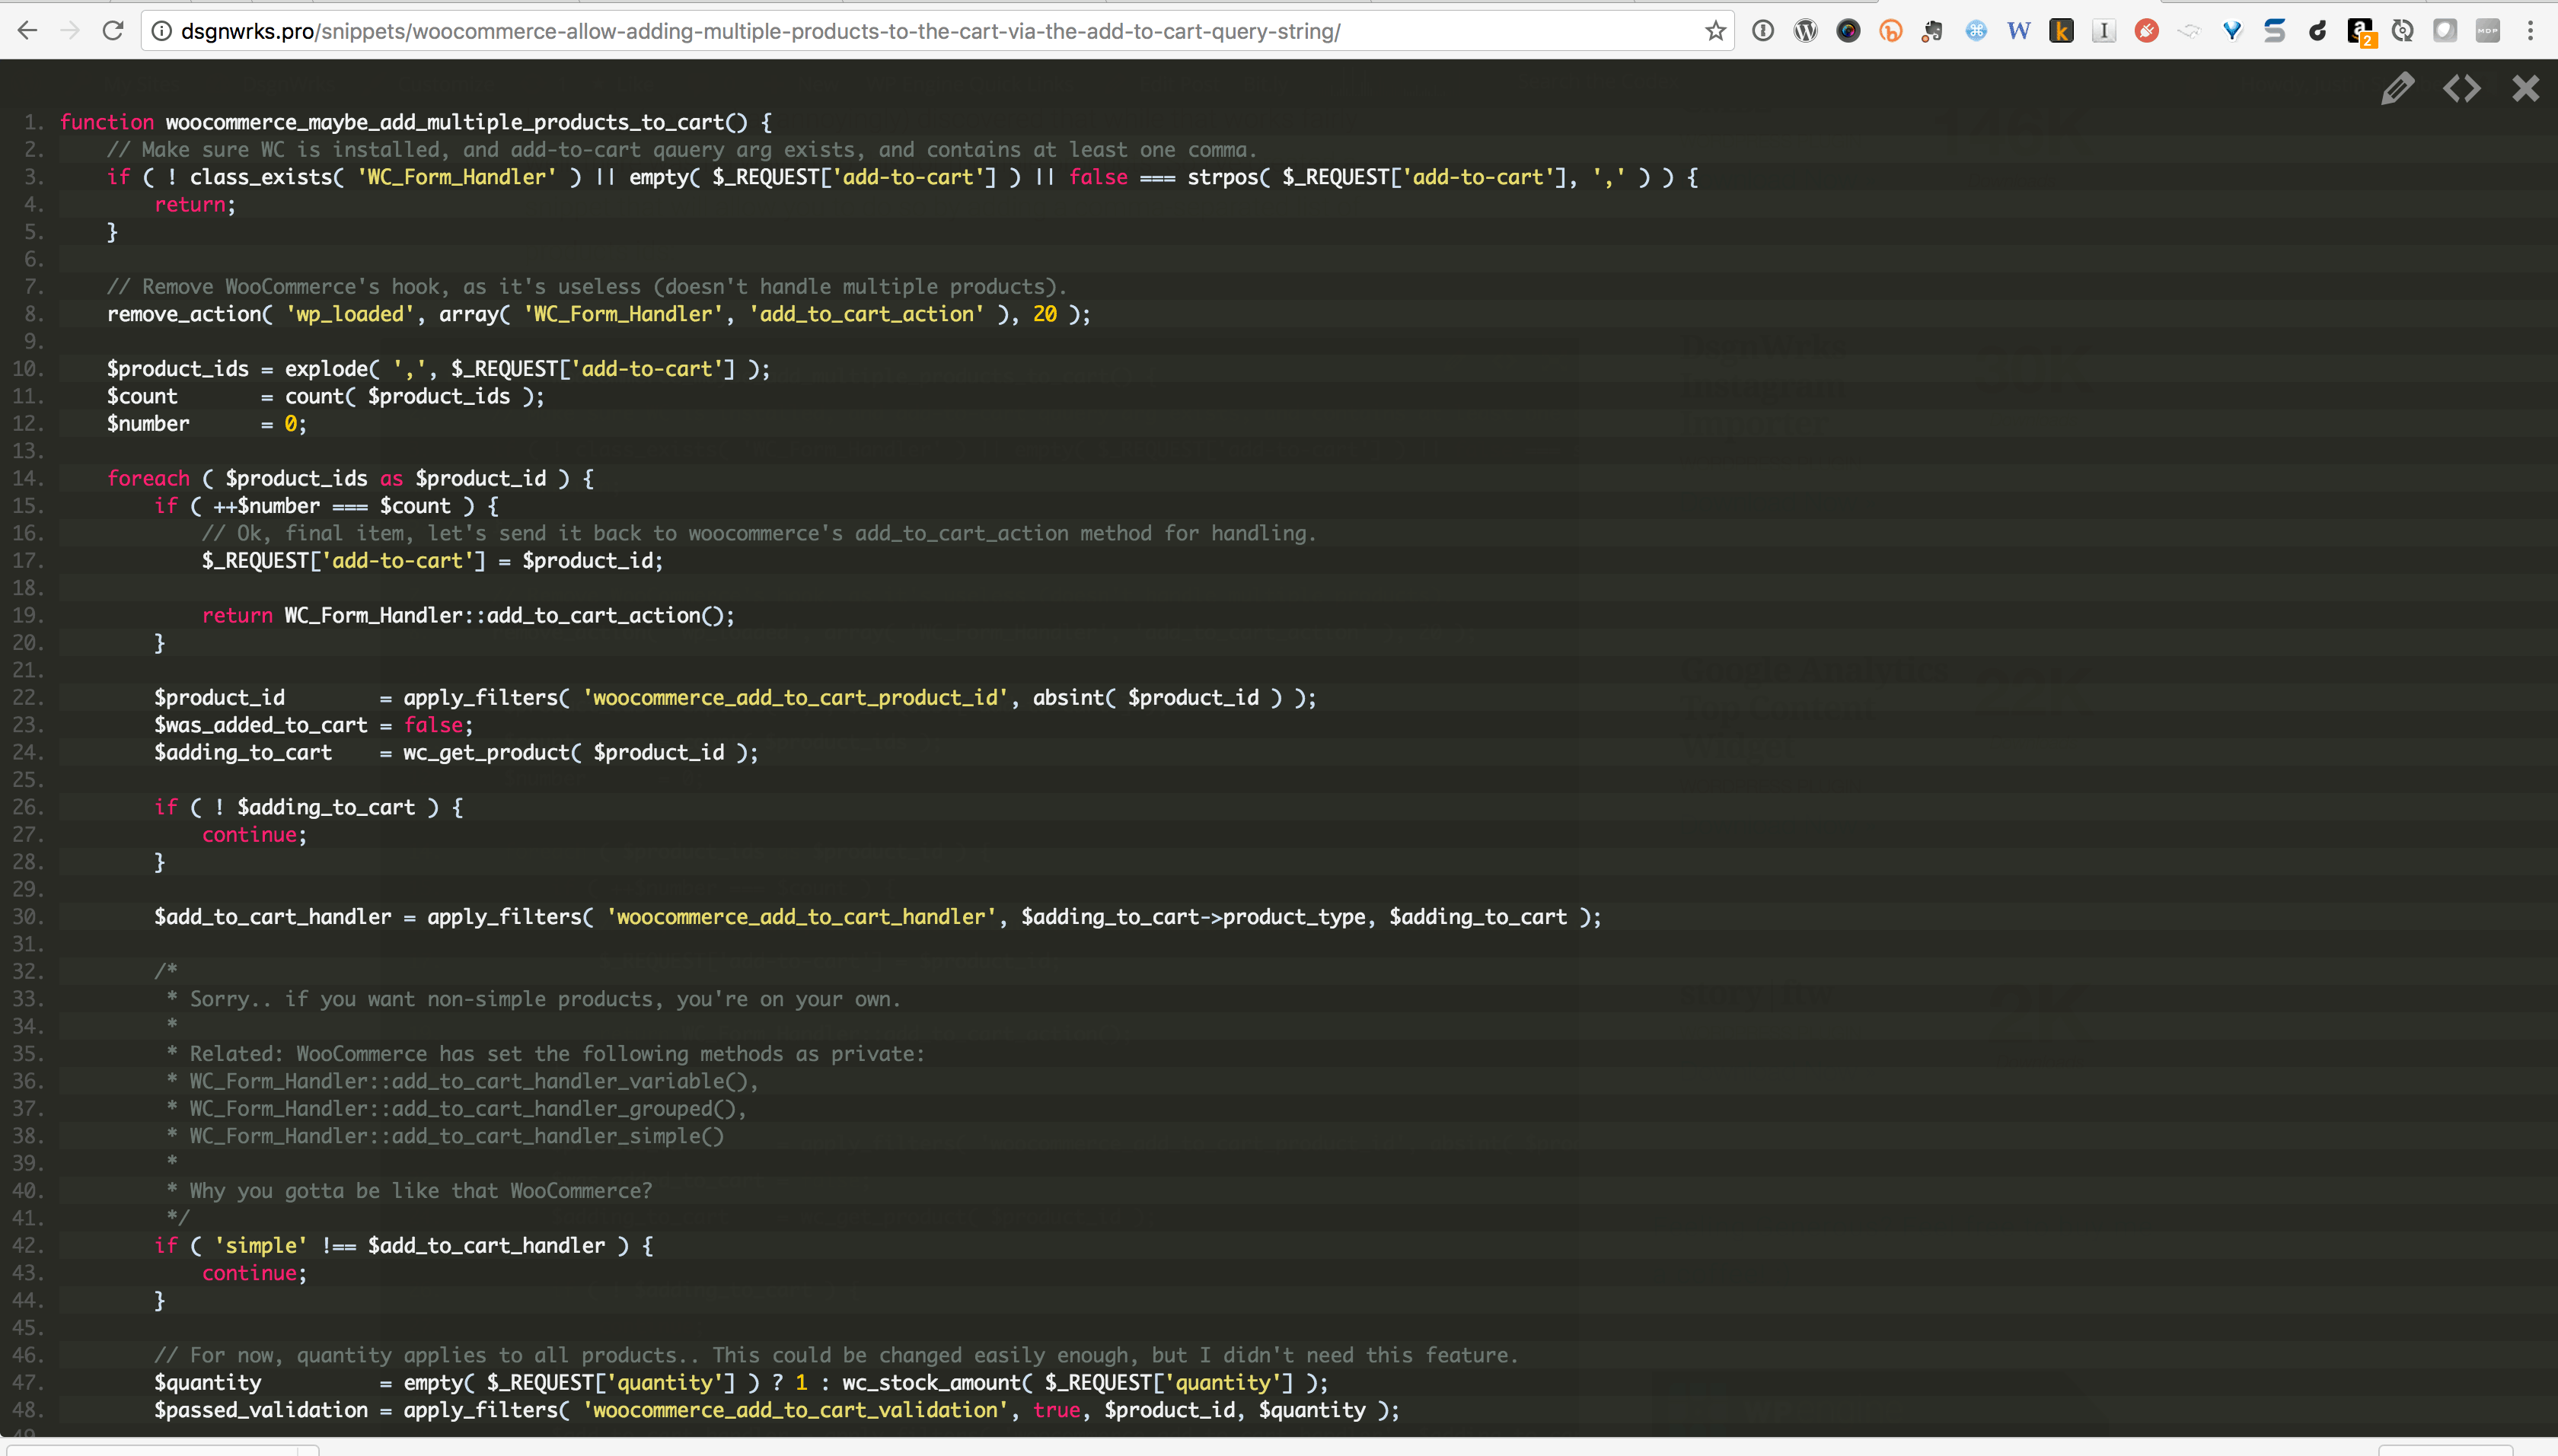 dsgnwrks.pro/snippets/woocommerce-allow-adding-multiple-products-to-the-cart-via-the-add-to-cart-query-string/
2
1. function woocommerce_maybe_add_multiple_products_to_cart() {
2. // Make sure WC is installed, and add-to-cart qauery arg exists, and contains at least one comma.
3. if ( ! class_exists( 'WC_Form_Handler' ) || empty( $_REQUEST['add-to-cart'] ) || false === strpos( $_REQUEST['add-to-cart'], ',' ) ) {
4. return;
5. }
6.
7. // Remove WooCommerce's hook, as it's useless (doesn't handle multiple products).
8. remove_action( 'wp_loaded', array( 'WC_Form_Handler', 'add_to_cart_action' ), 20 );
9.
10. $product_ids = explode( ',', $_REQUEST['add-to-cart'] );
11. $count = count( $product_ids );
12. $number = 0;
13.
14. foreach ( $product_ids as $product_id ) {
15. if ( ++$number === $count ) {
16. // Ok, final item, let's send it back to woocommerce's add_to_cart_action method for handling.
17. $_REQUEST['add-to-cart'] = $product_id;
18.
19. return WC_Form_Handler::add_to_cart_action();
20. }
21.
22. $product_id = apply_filters( 'woocommerce_add_to_cart_product_id', absint( $product_id ) );
23. $was_added_to_cart = false;
24. $adding_to_cart = wc_get_product( $product_id );
25.
26. if ( ! $adding_to_cart ) {
27. continue;
28. }
29.
30. $add_to_cart_handler = apply_filters( 'woocommerce_add_to_cart_handler', $adding_to_cart->product_type, $adding_to_cart );
31.
32. /*
33. * Sorry.. if you want non-simple products, you're on your own.
34. *
35. * Related: WooCommerce has set the following methods as private:
36. * WC_Form_Handler::add_to_cart_handler_variable(),
37. * WC_Form_Handler::add_to_cart_handler_grouped(),
38. * WC_Form_Handler::add_to_cart_handler_simple()
39. *
40. * Why you gotta be like that WooCommerce?
41. */
42. if ( 'simple' !== $add_to_cart_handler ) {
43. continue;
44. }
45.
46. // For now, quantity applies to all products.. This could be changed easily enough, but I didn't need this feature.
47. $quantity = empty( $_REQUEST['quantity'] ) ? 1 : wc_stock_amount( $_REQUEST['quantity'] );
48. $passed_validation = apply_filters( 'woocommerce_add_to_cart_validation', true, $product_id, $quantity );